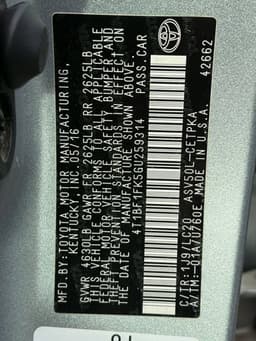 MFD.BY:TOYOTA MOTOR MANUFACTURING,
KENTUCKY, INC. 05/16
GVWR 4630LB GAWR FR 2625LB RR 2625LB
THIS VEHICLE CONFORMS TO ALL APPLICABLE
FEDERAL MOTOR VEHICLE SAFETY, BUMPER, AND
THEFT PREVENTION STANDARDS IN EFFECT ON
THE DATE OF MANUFACTURE SHOWN ABOVE.
4T1BF1FK5GU259314 PASS.CAR
C/TR:1J9/LC20 ASV50L-CETPKA
A/TM:-01A/U760E MADE IN U.S.A.
42662
TOYOTA